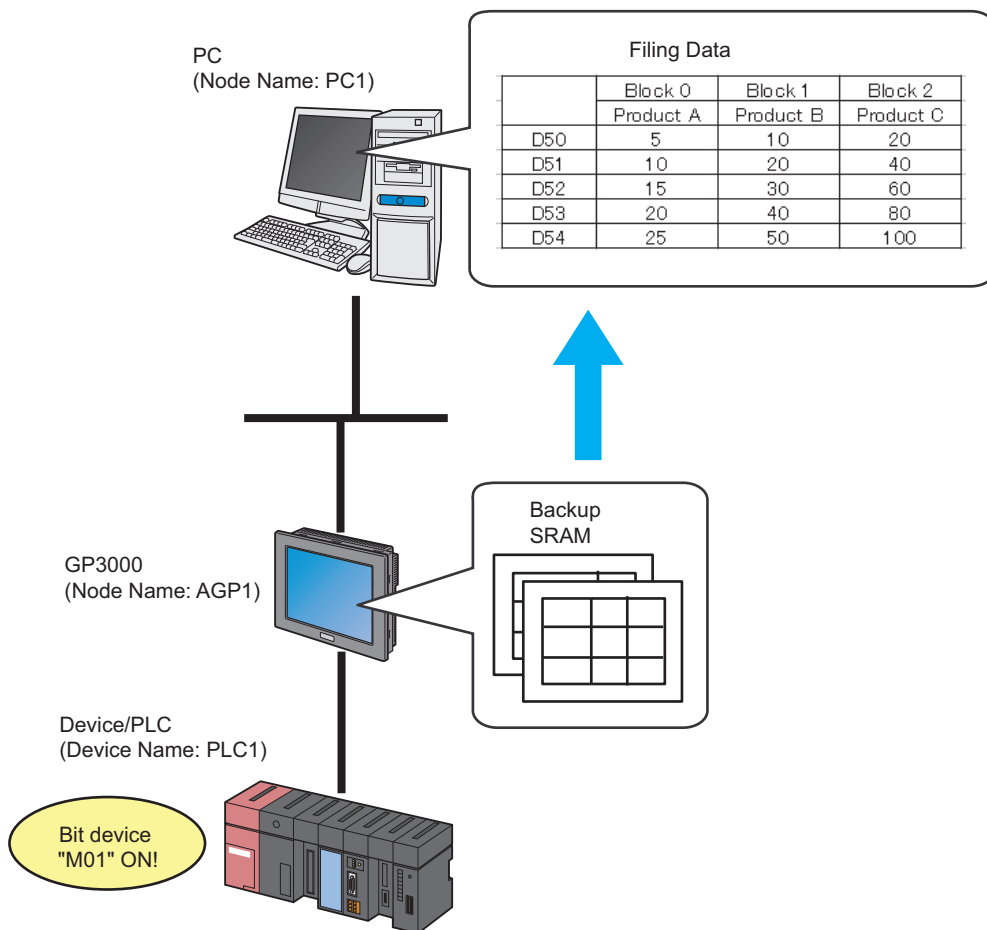 PC
(Node Name: PC1)
Filing Data
Block 0 Block 1 Block 2
Product A Product B Product C
D50 5 10 20
D51 10 20 40
D52 15 30 60
D53 20 40 80
D54 25 50 100
Backup
SRAM
GP3000
(Node Name: AGP1)
Device/PLC
(Device Name: PLC1)
Bit device
"M01" ON!